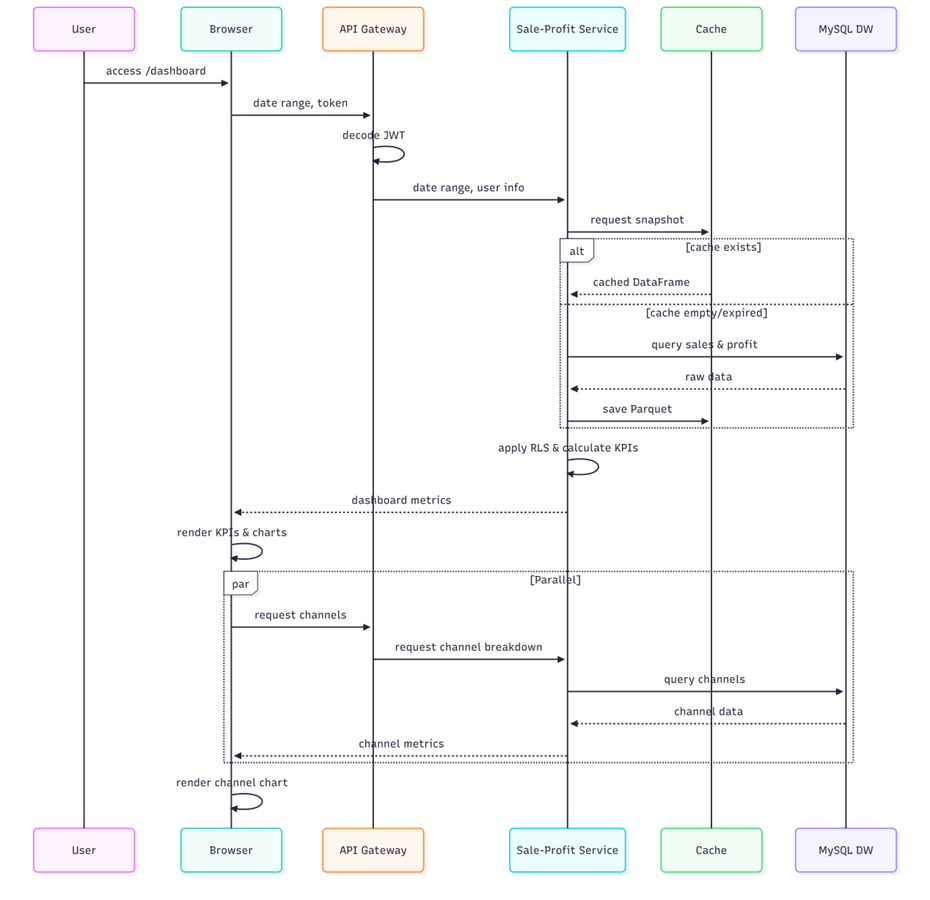 User
Browser
API Gateway
Sale-Profit Service
Cache
MySQL DW
access /dashboard
date range, token
decode JWT
date range, user info
request snapshot
alt
[cache exists]
cached DataFrame
[cache empty/expired]
query sales & profit
raw data
save Parquet
apply RLS & calculate KPIs
dashboard metrics
render KPIs & charts
par
[Parallel]
request channels
request channel breakdown
query channels
channel data
channel metrics
render channel chart
User
Browser
API Gateway
Sale-Profit Service
Cache
MySQL DW